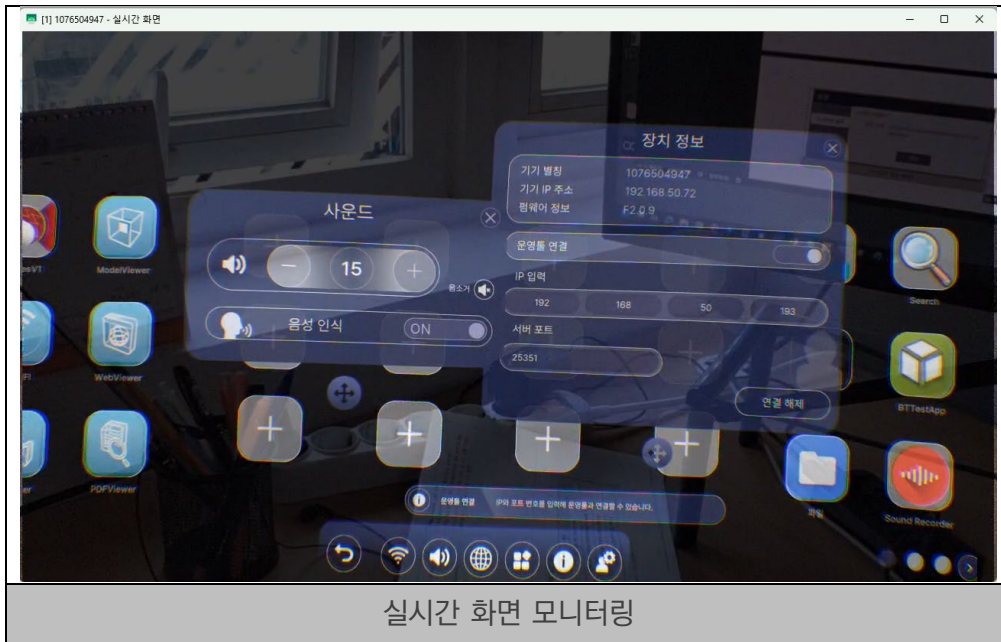 [1] 1076504947 - 실시간 화면
장치 정보
기기 별칭 1076504947
기기 IP 주소 192.168.50.72
펌웨어 정보 F2.0.9
운영툴 연결
IP 입력
192 168 50 193
서버 포트
25351
연결 해제
사운드
15
음소거
음성 인식 ON
ModelViewer
WebViewer
PDFViewer
Search
BTTestApp
파일
Sound Recorder
운영툴 연결 IP와 포트 번호를 입력해 운영툴과 연결할 수 있습니다.
실시간 화면 모니터링